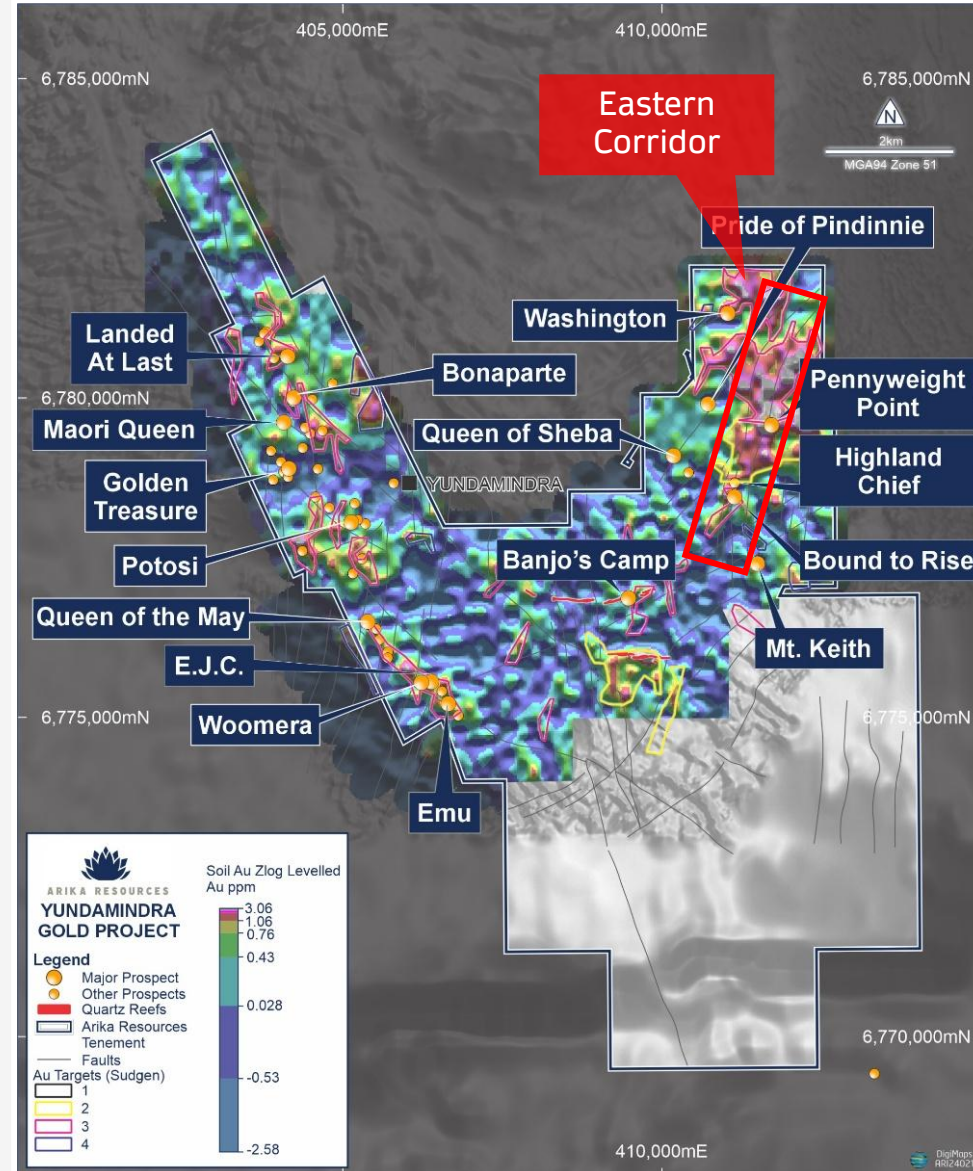 405,000mE
410,000mE
6,785,000mN
6,785,000mN
Eastern
Corridor
N
2km
MGA94 Zone 51
Pride of Pindinnie
Washington
Landed
At Last
Bonaparte
6,780,000mN
Pennyweight
Point
Maori Queen
Queen of Sheba
Highland
Chief
Golden
Treasure
YUNDAMINDRA
Potosi
Banjo's Camp
Bound to Rise
Queen of the May
Mt. Keith
E.J.C.
Woomera
6,775,000mN
6,775,000mN
Emu
ARIKA RESOURCES
YUNDAMINDRA
GOLD PROJECT
Legend
Major Prospect
Other Prospects
Quartz Reefs
Arika Resources
Tenement
Faults
Au Targets (Sudgen)
1
2
3
4
Soil Au Zlog Levelled
Au ppm
3.06
1.06
0.76
0.43
0.028
-0.53
-2.58
6,770,000mN
410,000mE
DigiMaps